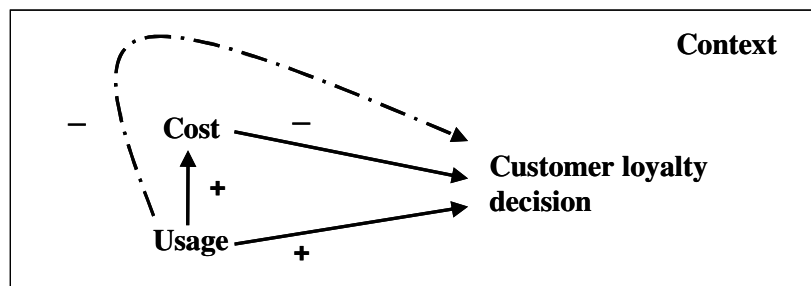 Context
–
Cost
–
Customer loyalty
decision
+
Usage
+